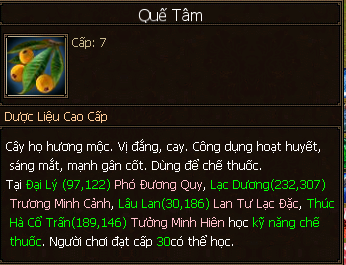 Quế Tâm
Cấp: 7
Dược Liệu Cao Cấp
Cây họ hương mộc. Vị đắng, cay. Công dụng hoạt huyết,
sáng mắt, mạnh gân cốt. Dùng để chế thuốc.
Tại Đại Lý (97,122) Phó Đương Quy, Lạc Dương(232,307)
Trương Minh Cảnh, Lâu Lan(30,186) Lan Tư Lạc Đặc, Thúc
Hà Cổ Trấn(189,146) Tường Minh Hiên học kỹ năng chế
thuốc. Người chơi đạt cấp 30có thể học.